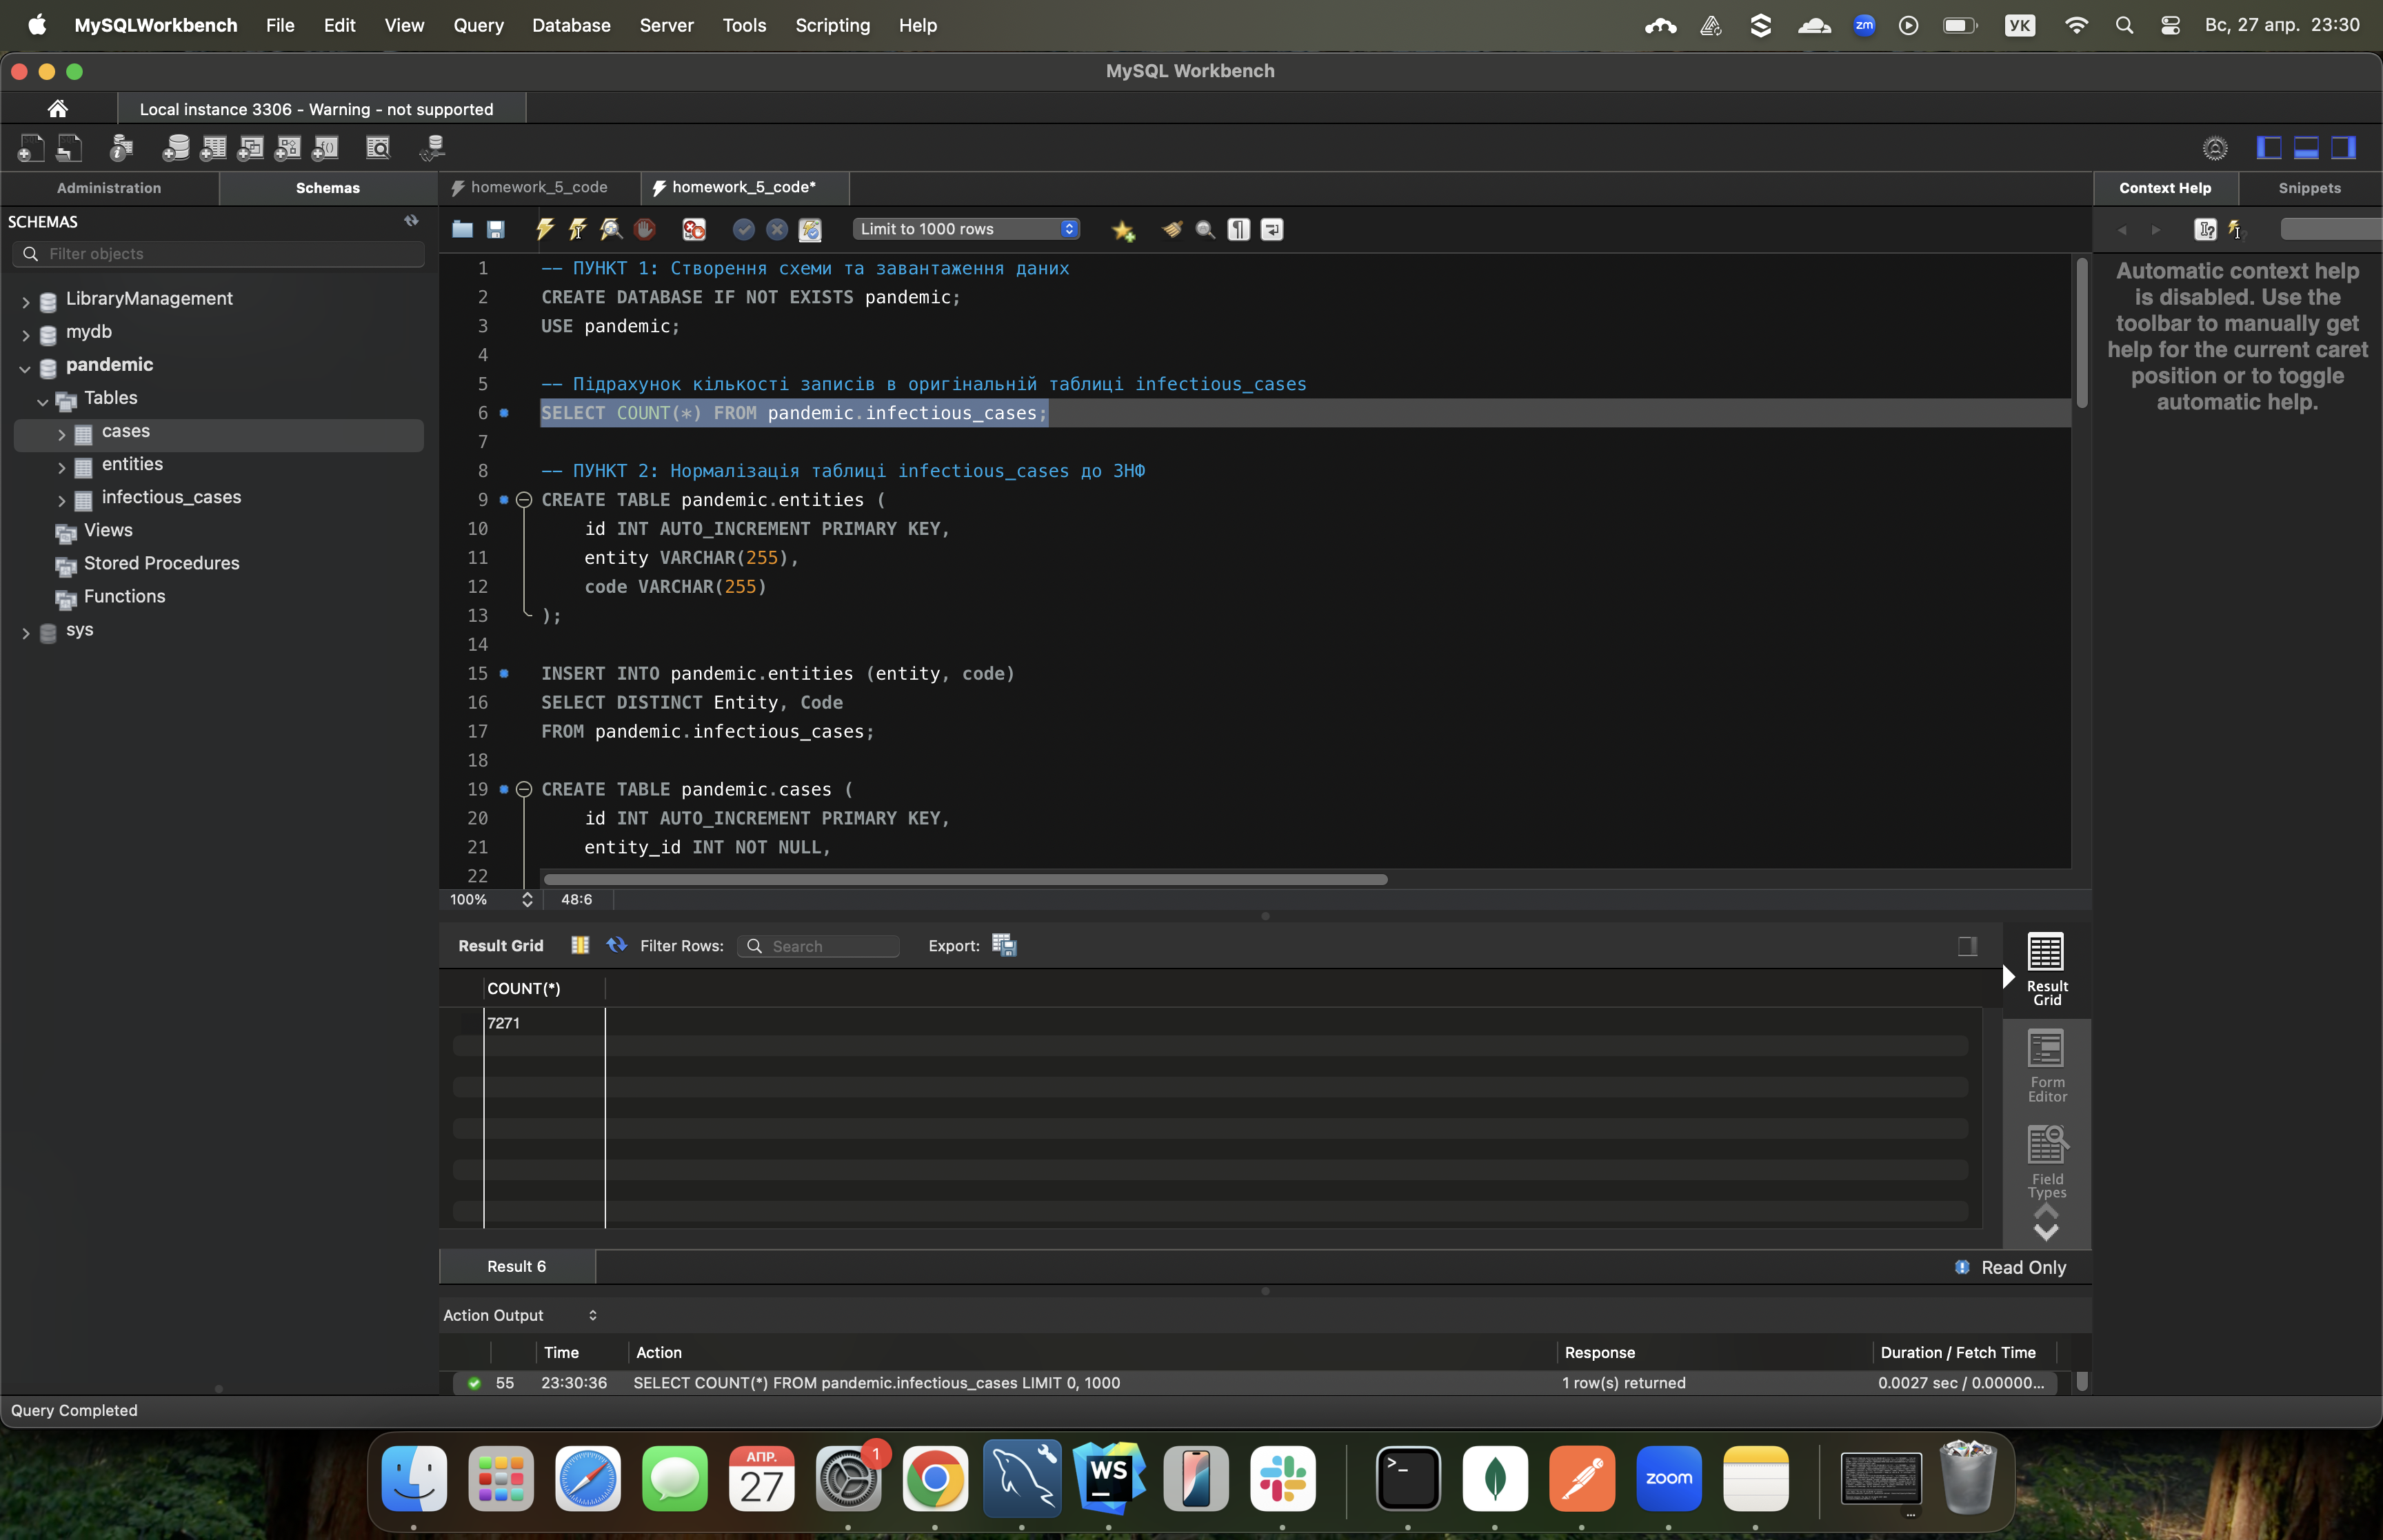 MySQLWorkbench File Edit View Query Database Server Tools Scripting Help zm УК Вс, 27 апр. 23:30
MySQL Workbench
Local instance 3306 - Warning - not supported
Administration Schemas
homework_5_code homework_5_code*
Context Help Snippets
SCHEMAS
Limit to 1000 rows
Filter objects
LibraryManagement
mydb
pandemic
Tables
cases
entities
infectious_cases
Views
Stored Procedures
Functions
sys
1 -- ПУНКТ 1: Створення схеми та завантаження даних
2 CREATE DATABASE IF NOT EXISTS pandemic;
3 USE pandemic;
4
5 -- Підрахунок кількості записів в оригінальній таблиці infectious_cases
6 SELECT COUNT(*) FROM pandemic.infectious_cases;
7
8 -- ПУНКТ 2: Нормалізація таблиці infectious_cases до 3НФ
9 CREATE TABLE pandemic.entities (
10 id INT AUTO_INCREMENT PRIMARY KEY,
11 entity VARCHAR(255),
12 code VARCHAR(255)
13 );
14
15 INSERT INTO pandemic.entities (entity, code)
16 SELECT DISTINCT Entity, Code
17 FROM pandemic.infectious_cases;
18
19 CREATE TABLE pandemic.cases (
20 id INT AUTO_INCREMENT PRIMARY KEY,
21 entity_id INT NOT NULL,
22
Automatic context help
is disabled. Use the
toolbar to manually get
help for the current caret
position or to toggle
automatic help.
100% 48:6
Result Grid Filter Rows: Search Export:
COUNT(*)
7271
Result
Grid
Form
Editor
Field
Types
Result 6 Read Only
Action Output
Time Action Response Duration / Fetch Time
55 23:30:36 SELECT COUNT(*) FROM pandemic.infectious_cases LIMIT 0, 1000 1 row(s) returned 0.0027 sec / 0.00000...
Query Completed
АПР.
27
1
WS
zoom